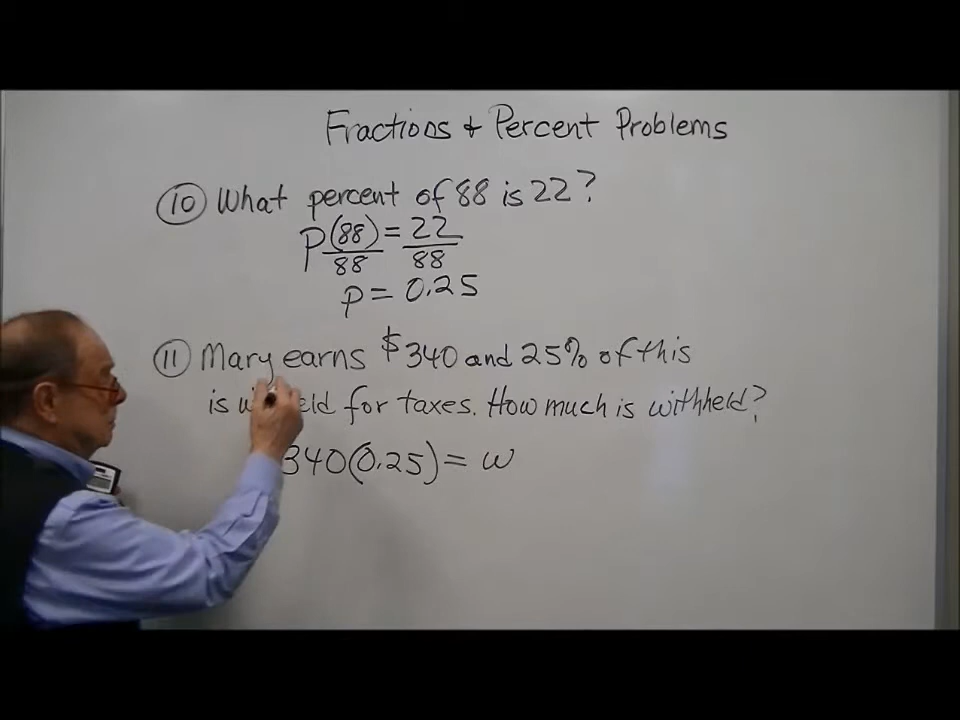 Fractions + Percent Problems
10 What percent of 88 is 22?
P(88) = 22
88 88
p = 0.25
11 Mary earns $340 and 25% of this
is for taxes. How much is withheld?
340(0.25) = w